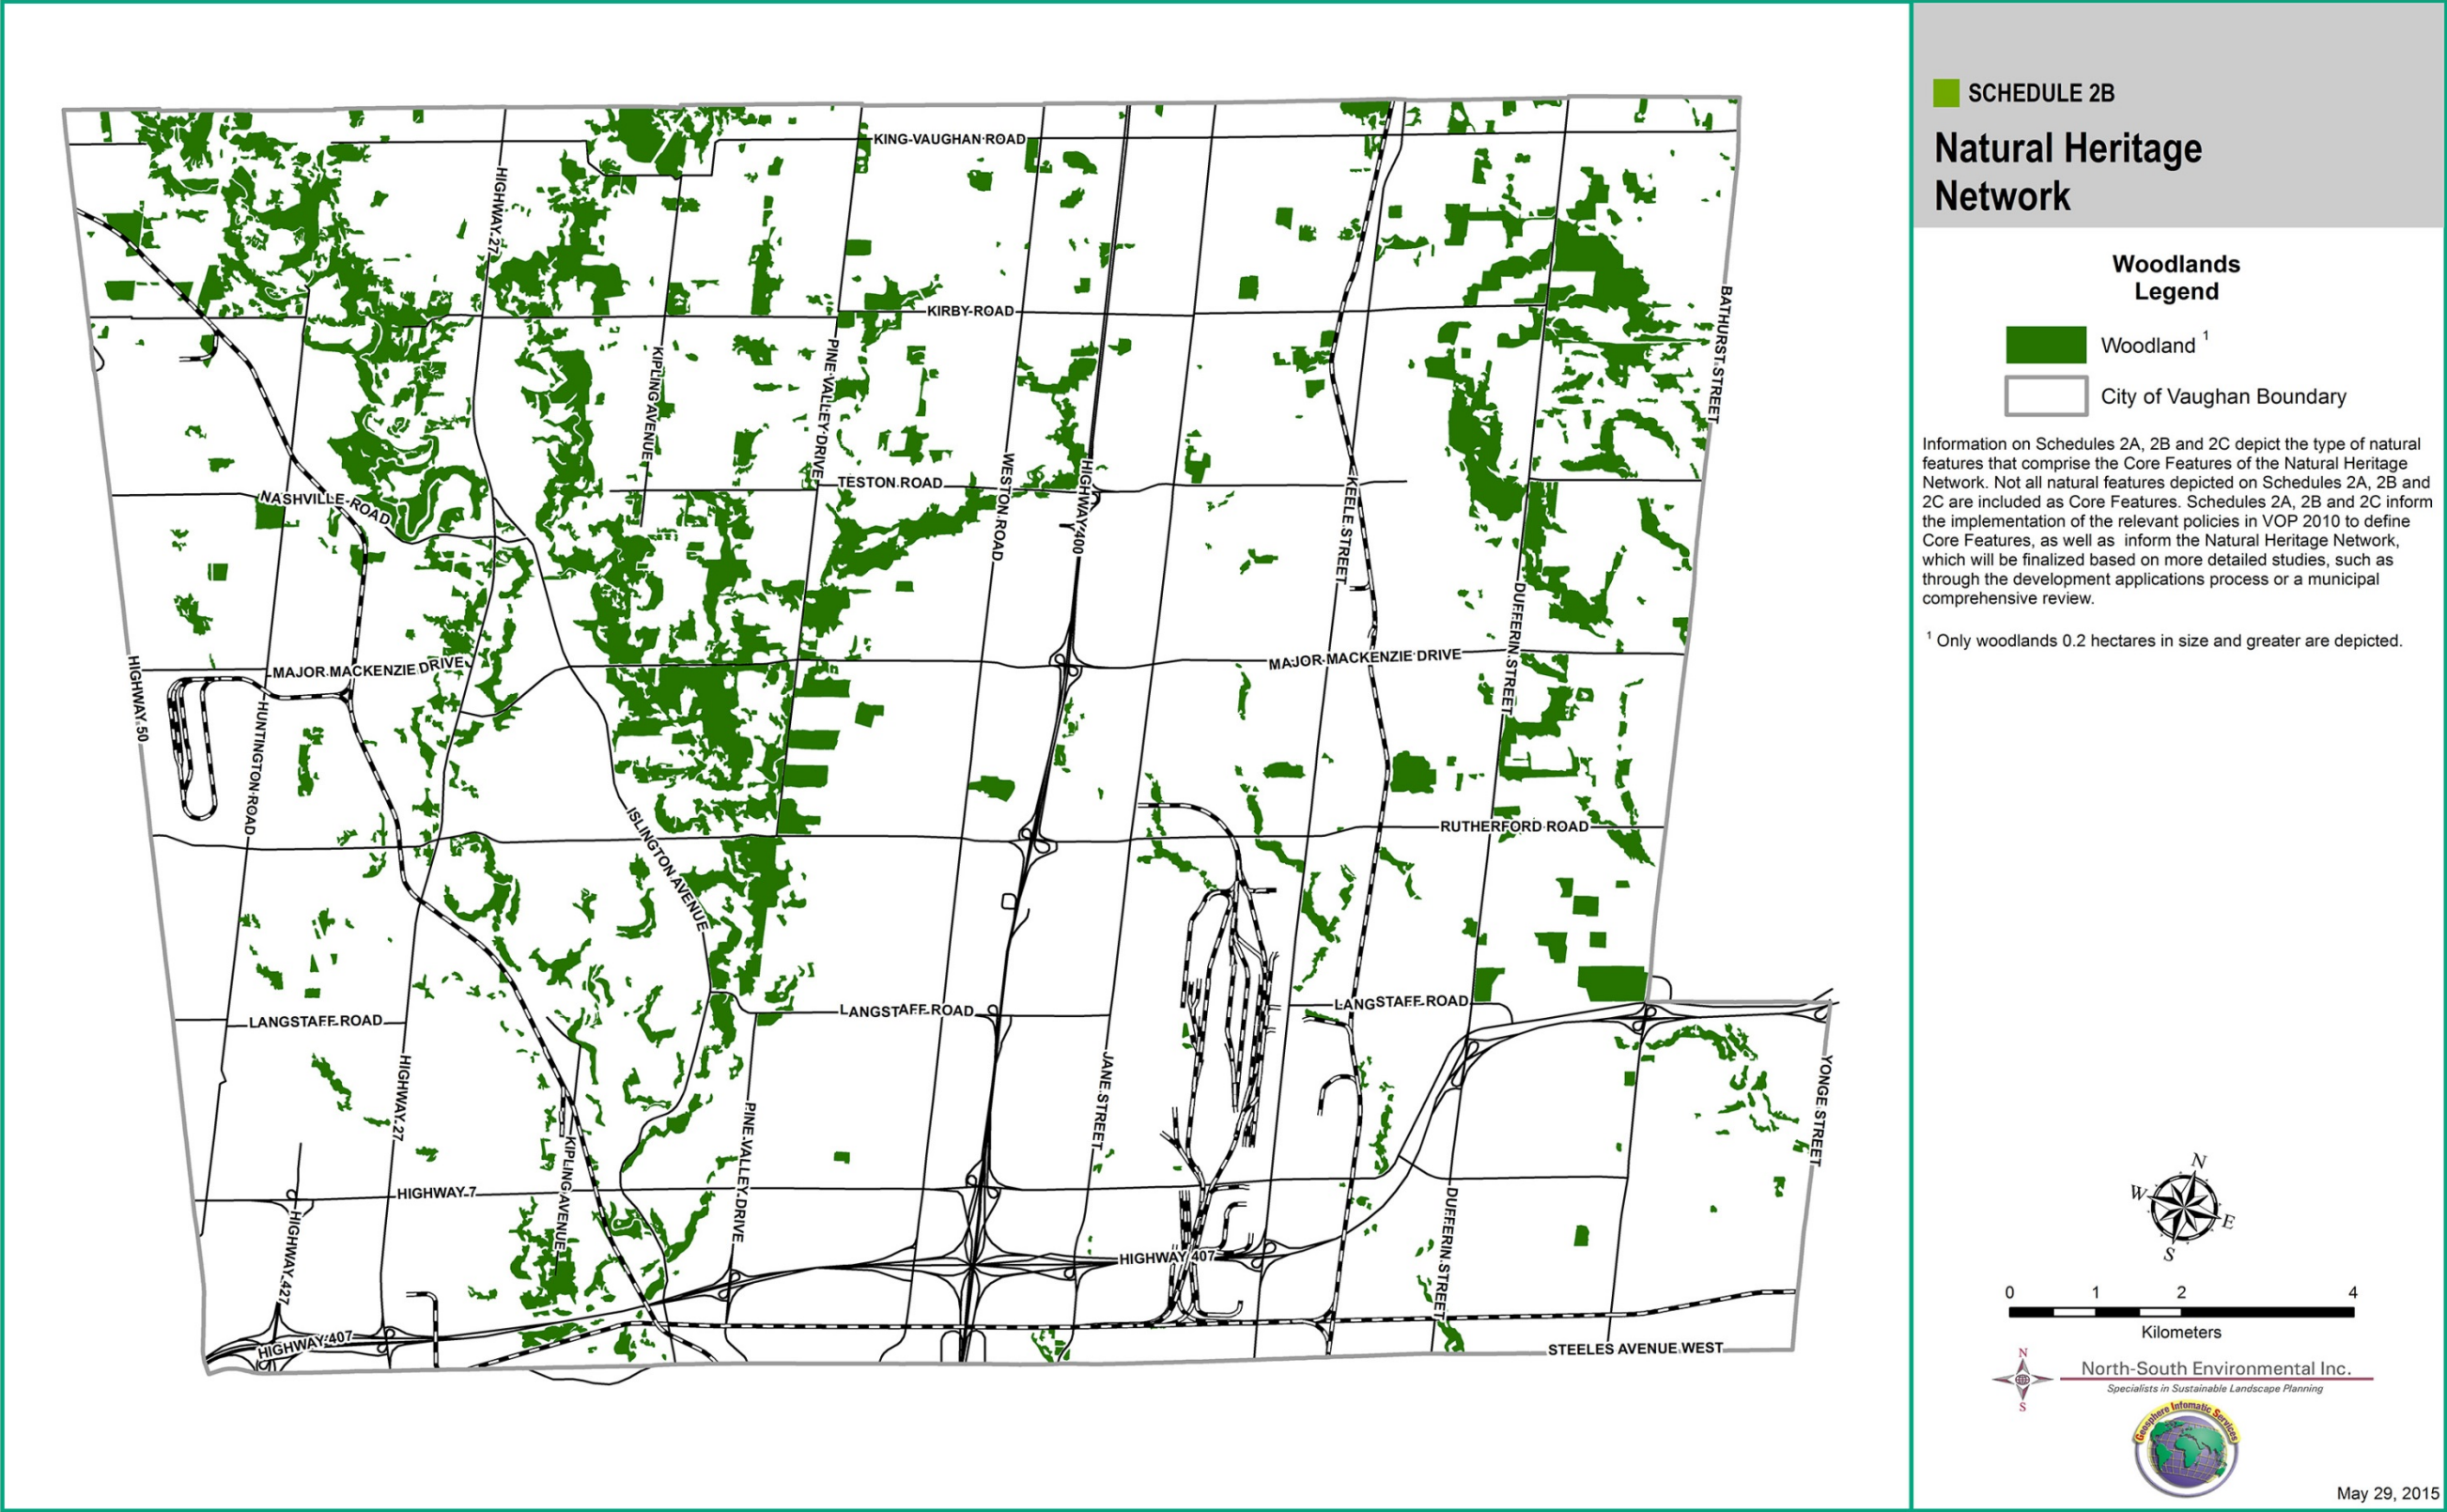 SCHEDULE 2B
Natural Heritage
Network
Woodlands
Legend
Woodland 1
City of Vaughan Boundary
Information on Schedules 2A, 2B and 2C depict the type of natural
features that comprise the Core Features of the Natural Heritage
Network. Not all natural features depicted on Schedules 2A, 2B and
2C are included as Core Features. Schedules 2A, 2B and 2C inform
the implementation of the relevant policies in VOP 2010 to define
Core Features, as well as inform the Natural Heritage Network,
which will be finalized based on more detailed studies, such as
through the development applications process or a municipal
comprehensive review.
1 Only woodlands 0.2 hectares in size and greater are depicted.
N
W
E
S
0 1 2 4
Kilometers
N
S
North-South Environmental Inc.
Specialists in Sustainable Landscape Planning
Geosphere Infomatic Services
May 29, 2015
KING-VAUGHAN ROAD
HIGHWAY 27
KIRBY ROAD
BATHURST STREET
KIPLING AVENUE
PINE VALLEY DRIVE
TESTON ROAD
WESTON ROAD
HIGHWAY 400
KEELE STREET
NASHVILLE ROAD
DUFFERIN STREET
MAJOR MACKENZIE DRIVE
MAJOR MACKENZIE DRIVE
HIGHWAY 50
HUNTINGTON ROAD
ISLINGTON AVENUE
RUTHERFORD ROAD
LANGSTAFF ROAD
LANGSTAFF ROAD
LANGSTAFF ROAD
HIGHWAY 27
JANE STREET
YONGE STREET
PINE VALLEY DRIVE
KIPLING AVENUE
HIGHWAY 7
HIGHWAY 427
DUFFERIN STREET
HIGHWAY 407
HIGHWAY 407
STEELES AVENUE WEST